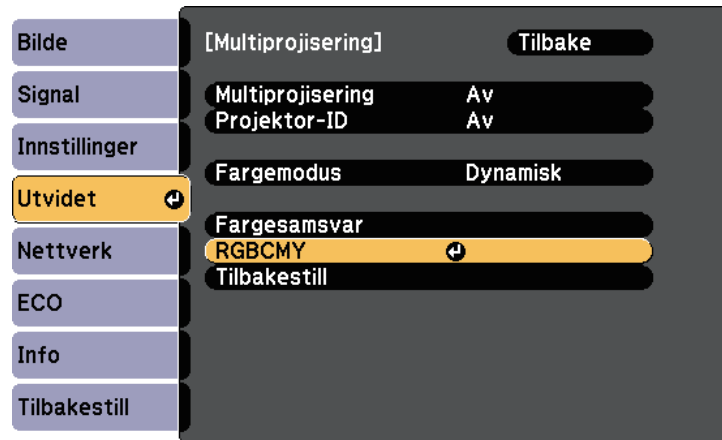 Bilde
Signal
Innstillinger
Utvidet
Nettverk
ECO
Info
Tilbakestill
[Multiprojisering] Tilbake
Multiprojisering Av
Projektor-ID Av
Fargemodus Dynamisk
Fargesamsvar
RGBCMY
Tilbakestill